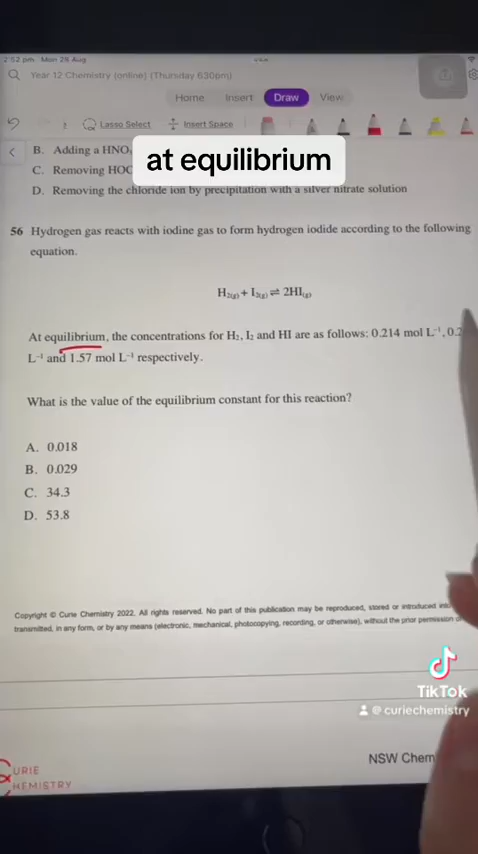 2:52 pm Mon 28 Aug
Year 12 Chemistry (online) (Thursday 630pm)
Home Insert Draw View
Lasso Select Insert Space
B. Adding a HNO
at equilibrium
C. Removing HOC
D. Removing the chloride ion by precipitation with a silver nitrate solution
56 Hydrogen gas reacts with iodine gas to form hydrogen iodide according to the following
equation.
H₂(g) + I₂(g) ⇌ 2HI(g)
At equilibrium, the concentrations for H₂, I₂ and HI are as follows: 0.214 mol L⁻¹, 0.2
L⁻¹ and 1.57 mol L⁻¹ respectively.
What is the value of the equilibrium constant for this reaction?
A. 0.018
B. 0.029
C. 34.3
D. 53.8
Copyright © Curie Chemistry 2022. All rights reserved. No part of this publication may be reproduced, stored or introduced into
transmitted, in any form, or by any means (electronic, mechanical, photocopying, recording, or otherwise), without the prior permission
TikTok
@curiechemistry
NSW Chem
CURIE
CHEMISTRY